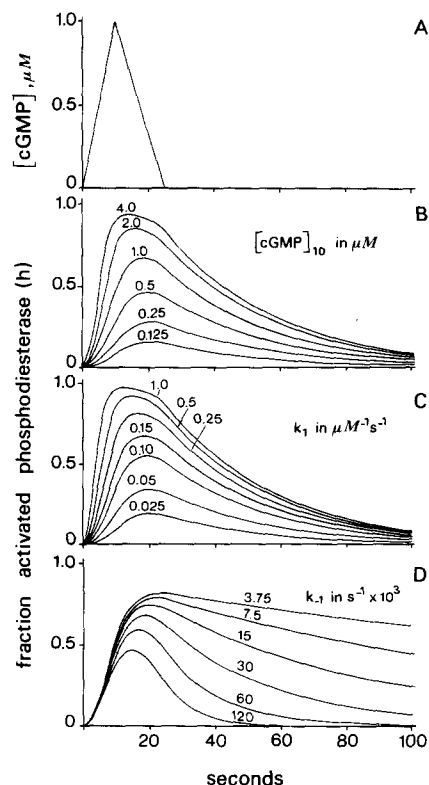 A
[cGMP], μM
1.0
0.5
0
B
[cGMP]10 in μM
1.0
0.5
0
4.0
2.0
1.0
0.5
0.25
0.125
fraction activated phosphodiesterase (h)
C
k1 in μM-1s-1
1.0
0.5
0
1.0
0.5
0.25
0.15
0.10
0.05
0.025
D
k-1 in s-1 x 103
1.0
0.5
0
3.75
7.5
15
30
60
120
0 20 40 60 80 100
seconds